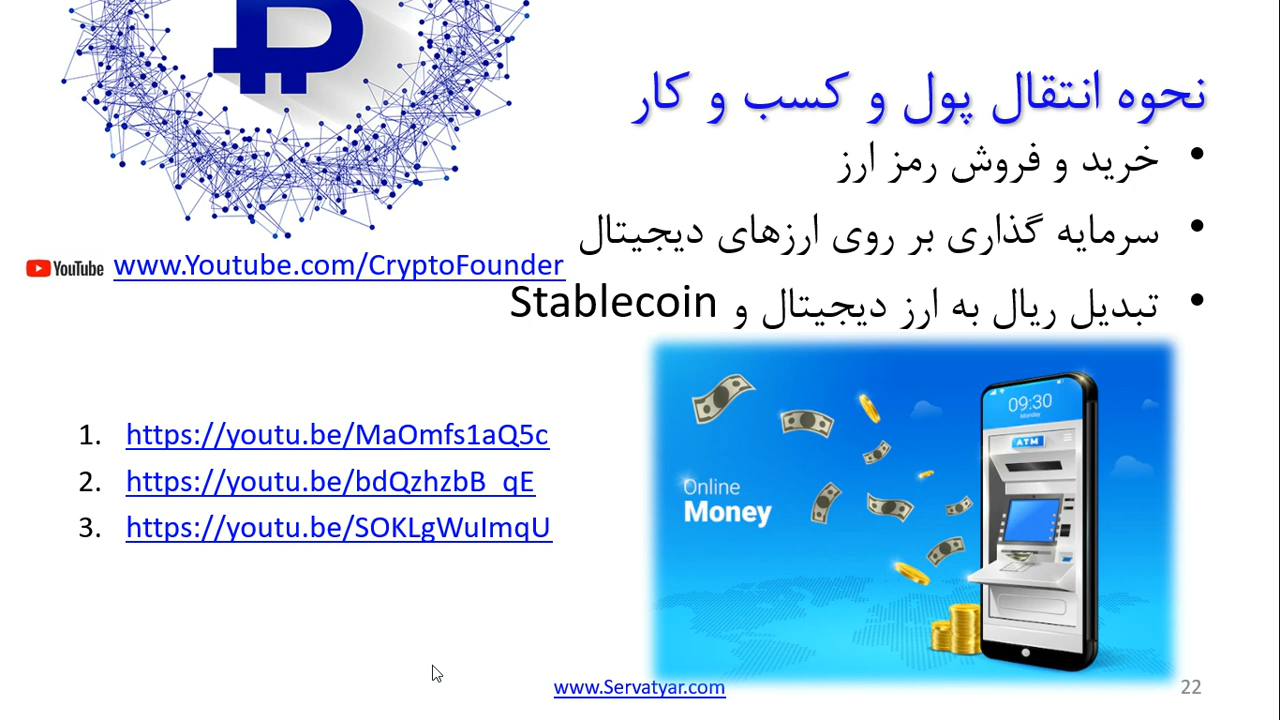 نحوه انتقال پول و کسب و کار
• خرید و فروش رمز ارز
• سرمایه گذاری بر روی ارزهای دیجیتال
• تبدیل ریال به ارز دیجیتال و Stablecoin
YouTube www.Youtube.com/CryptoFounder
1. https://youtu.be/MaOmfs1aQ5c
2. https://youtu.be/bdQzhzbB_qE
3. https://youtu.be/SOKLgWuImqU
Online
Money
09:30
Monday
ATM
www.Servatyar.com
22